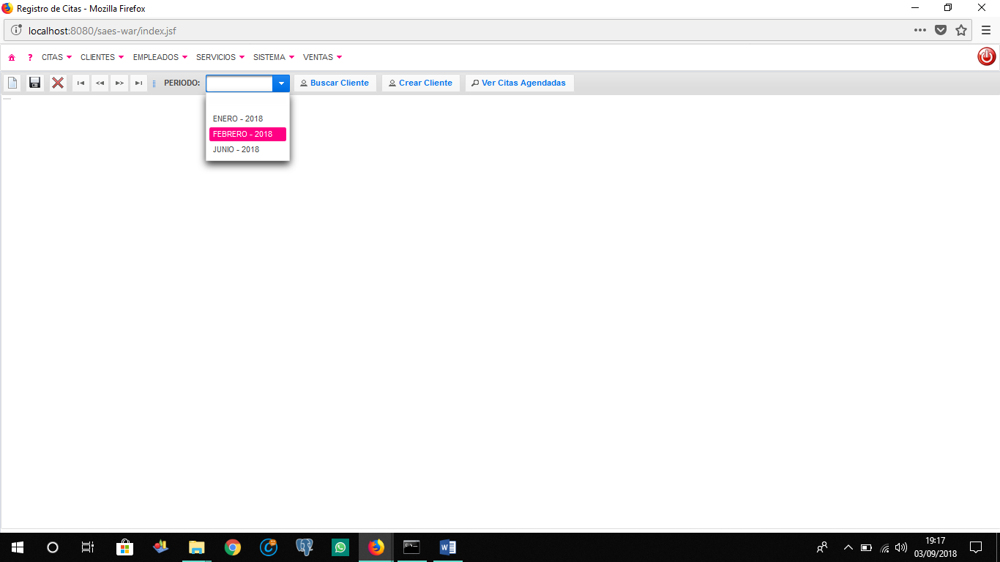 Registro de Citas - Mozilla Firefox
localhost:8080/saes-war/index.jsf
? CITAS CLIENTES EMPLEADOS SERVICIOS SISTEMA VENTAS
PERIODO: Buscar Cliente Crear Cliente Ver Citas Agendadas
ENERO - 2018
FEBRERO - 2018
JUNIO - 2018
19:17
03/09/2018